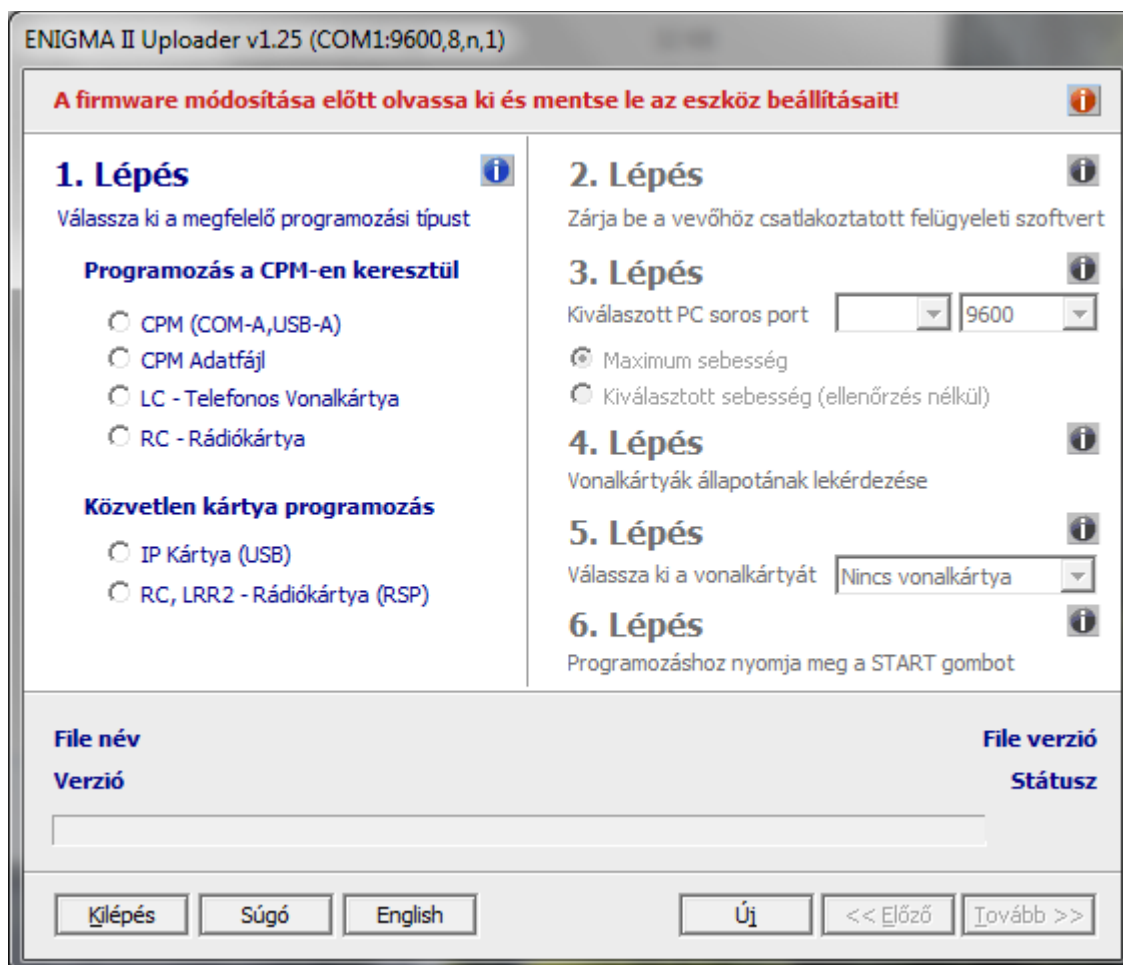 ENIGMA II Uploader v1.25 (COM1:9600,8,n,1)
A firmware módosítása előtt olvassa ki és mentse le az eszköz beállításait!
1. Lépés
Válassza ki a megfelelő programozási típust
Programozás a CPM-en keresztül
CPM (COM-A,USB-A)
CPM Adatfájl
LC - Telefonos Vonalkártya
RC - Rádiókártya
Közvetlen kártya programozás
IP Kártya (USB)
RC, LRR2 - Rádiókártya (RSP)
2. Lépés
Zárja be a vevőhöz csatlakoztatott felügyeleti szoftvert
3. Lépés
Kiválaszott PC soros port 9600
Maximum sebesség
Kiválasztott sebesség (ellenőrzés nélkül)
4. Lépés
Vonalkártyák állapotának lekérdezése
5. Lépés
Válassza ki a vonalkártyát Nincs vonalkártya
6. Lépés
Programozáshoz nyomja meg a START gombot
File név File verzió
Verzió Státusz
Kilépés Súgó English Új << Előző Tovább >>